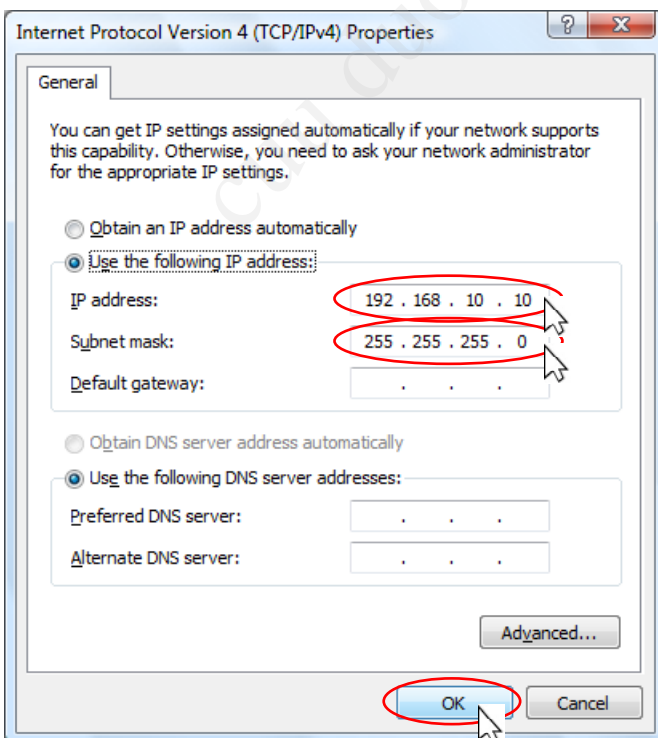 Internet Protocol Version 4 (TCP/IPv4) Properties
?
X
General
You can get IP settings assigned automatically if your network supports
this capability. Otherwise, you need to ask your network administrator
for the appropriate IP settings.
Obtain an IP address automatically
Use the following IP address:
IP address: 192 . 168 . 10 . 10
Subnet mask: 255 . 255 . 255 . 0
Default gateway: . . .
Obtain DNS server address automatically
Use the following DNS server addresses:
Preferred DNS server: . . .
Alternate DNS server: . . .
Advanced...
OK Cancel